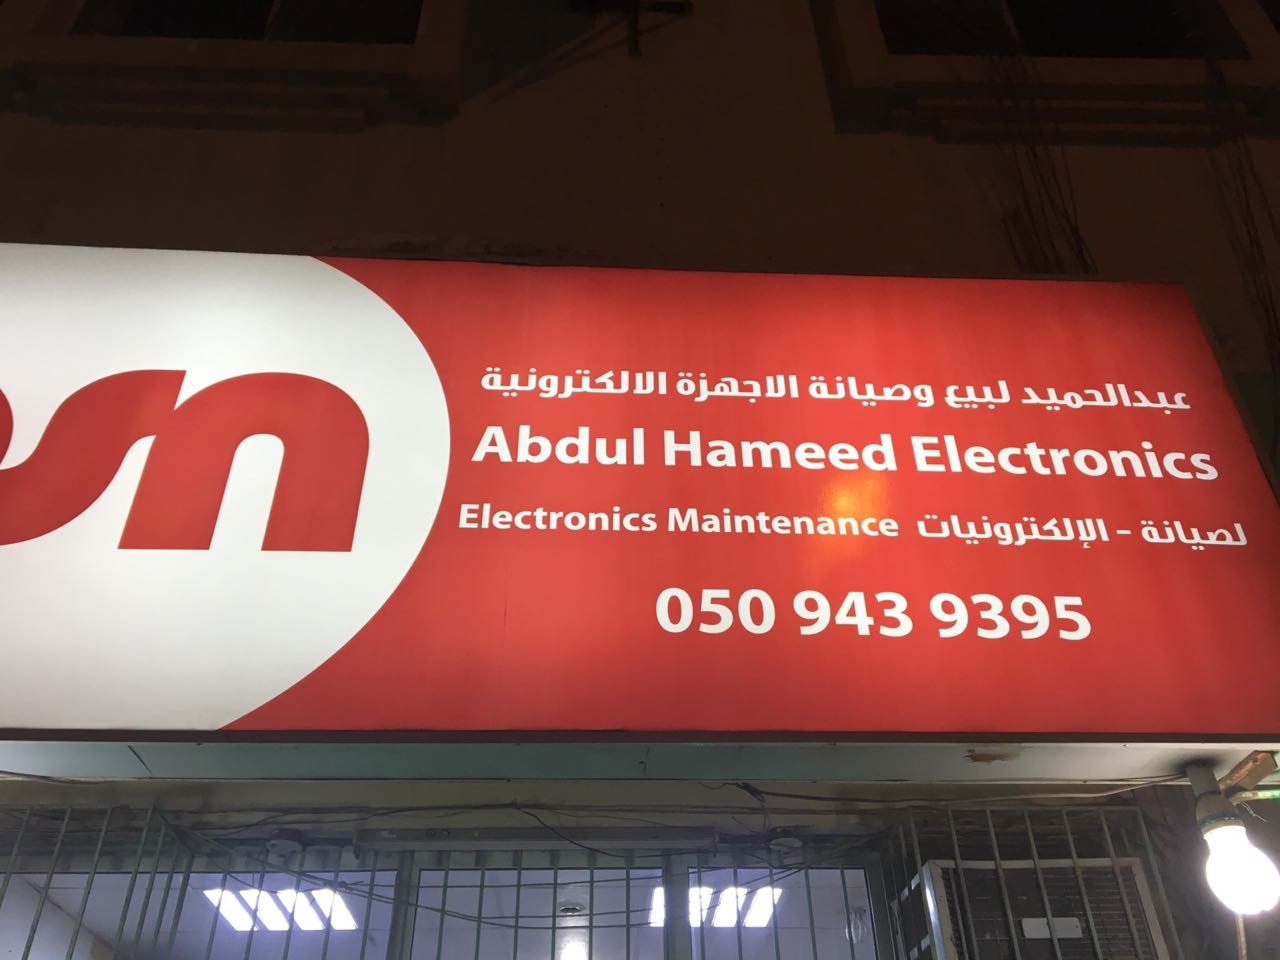 عبدالحميد لبيع وصيانة الاجهزة الالكترونية
Abdul Hameed Electronics
Electronics Maintenance لصيانة - الإلكترونيات
050 943 9395